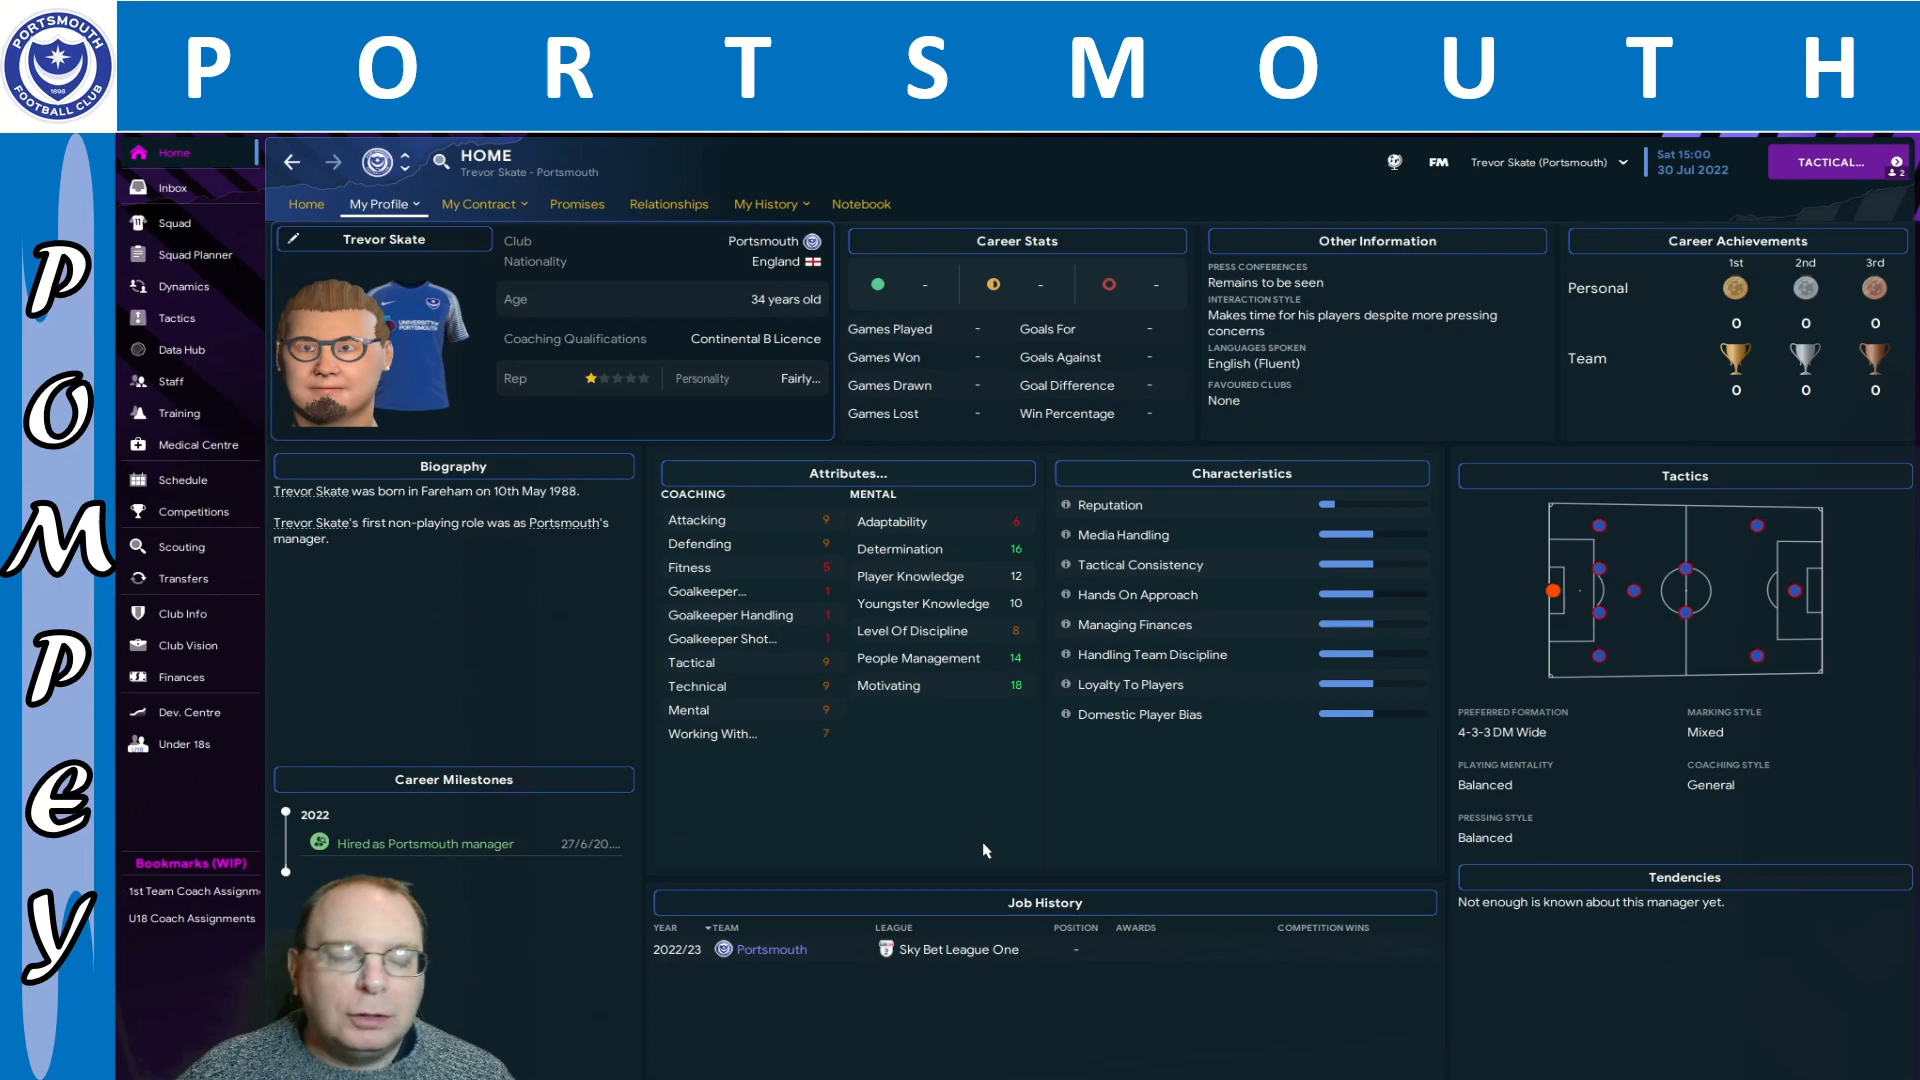 P O R T S M O U T H
PORTSMOUTH
1898
FOOTBALL CLUB
Pompey
Home
Inbox
Squad
Squad Planner
Dynamics
Tactics
Data Hub
Staff
Training
Medical Centre
Schedule
Competitions
Scouting
Transfers
Club Info
Club Vision
Finances
Dev. Centre
Under 18s
Bookmarks (WIP)
1st Team Coach Assignm
U18 Coach Assignments
HOME
Trevor Skate - Portsmouth
FM
Trevor Skate (Portsmouth)
Sat 15:00
30 Jul 2022
TACTICAL...
2
Home My Profile My Contract Promises Relationships My History Notebook
Trevor Skate
UNIVERSITY OF
PORTSMOUTH
Club Portsmouth
Nationality England
Age 34 years old
Coaching Qualifications Continental B Licence
Rep Personality Fairly...
Career Stats
- - -
Games Played - Goals For -
Games Won - Goals Against -
Games Drawn - Goal Difference -
Games Lost - Win Percentage -
Other Information
PRESS CONFERENCES
Remains to be seen
INTERACTION STYLE
Makes time for his players despite more pressing
concerns
LANGUAGES SPOKEN
English (Fluent)
FAVOURED CLUBS
None
Career Achievements
1st 2nd 3rd
Personal
0 0 0
Team
0 0 0
Biography
Trevor Skate was born in Fareham on 10th May 1988.
Trevor Skate's first non-playing role was as Portsmouth's
manager.
Career Milestones
2022
Hired as Portsmouth manager 27/6/20....
Attributes...
COACHING
Attacking 9
Defending 9
Fitness 5
Goalkeeper... 1
Goalkeeper Handling 1
Goalkeeper Shot... 1
Tactical 9
Technical 9
Mental 9
Working With... 7
MENTAL
Adaptability 6
Determination 16
Player Knowledge 12
Youngster Knowledge 10
Level Of Discipline 8
People Management 14
Motivating 18
Characteristics
Reputation
Media Handling
Tactical Consistency
Hands On Approach
Managing Finances
Handling Team Discipline
Loyalty To Players
Domestic Player Bias
Tactics
PREFERRED FORMATION MARKING STYLE
4-3-3 DM Wide Mixed
PLAYING MENTALITY COACHING STYLE
Balanced General
PRESSING STYLE
Balanced
Tendencies
Not enough is known about this manager yet.
Job History
YEAR TEAM LEAGUE POSITION AWARDS COMPETITION WINS
2022/23 Portsmouth Sky Bet League One -